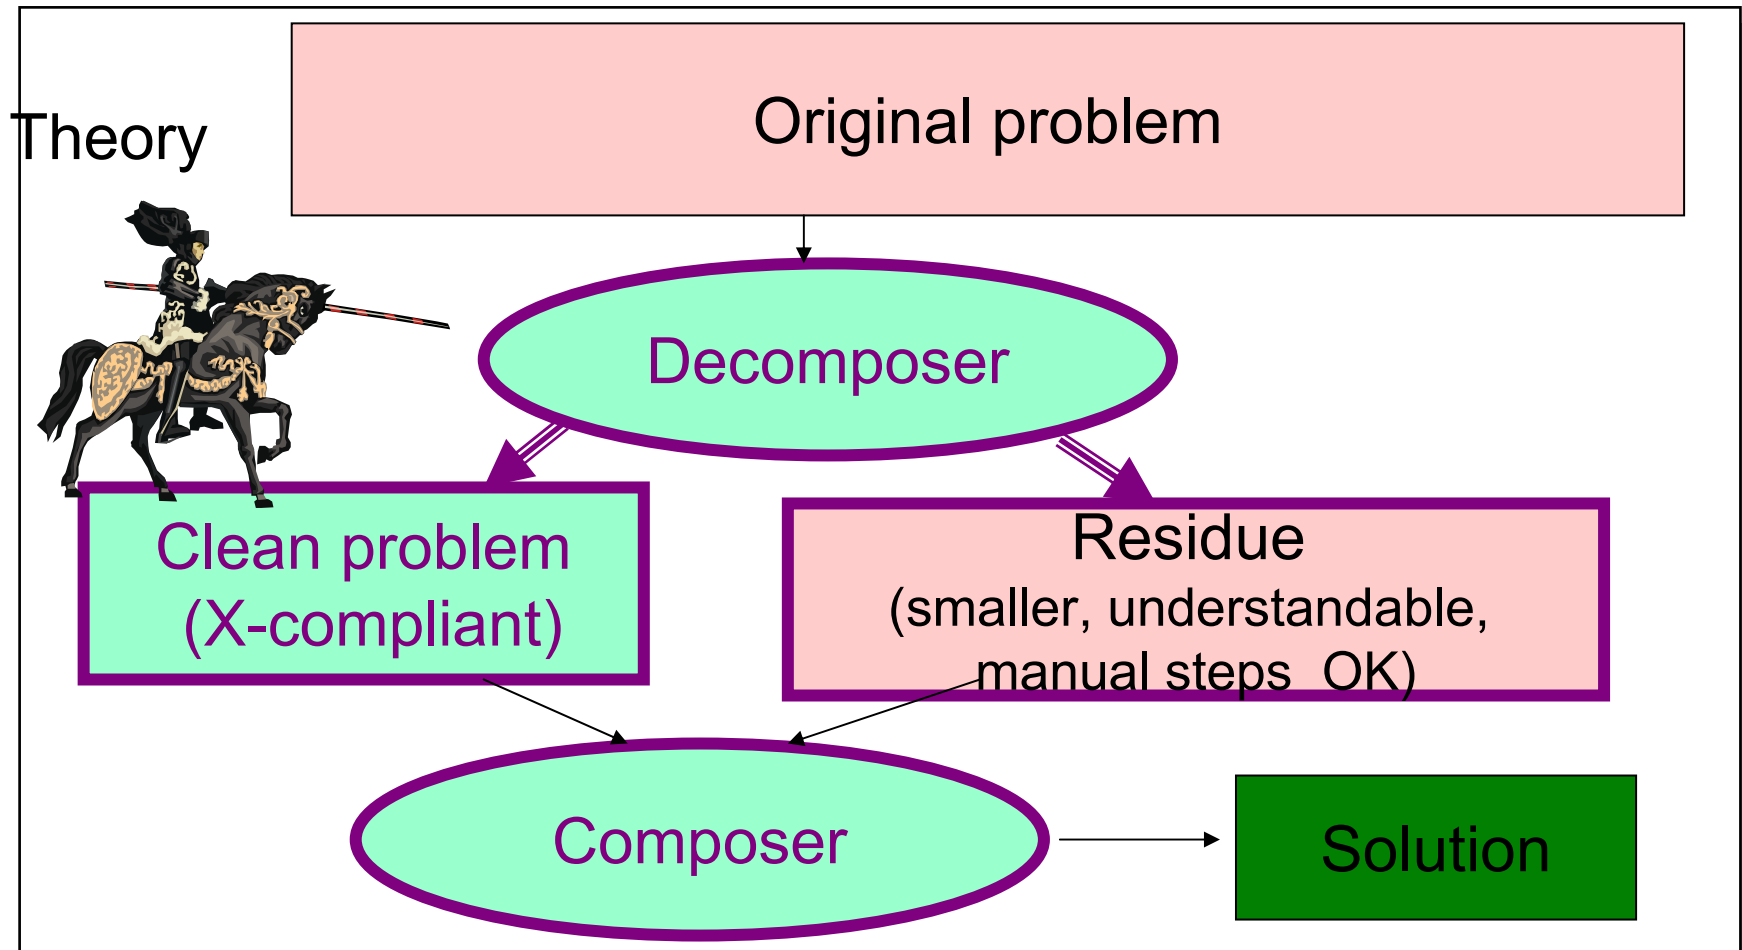 Theory
Original problem
Decomposer
Clean problem
(X-compliant)
Residue
(smaller, understandable,
manual steps OK)
Composer
Solution